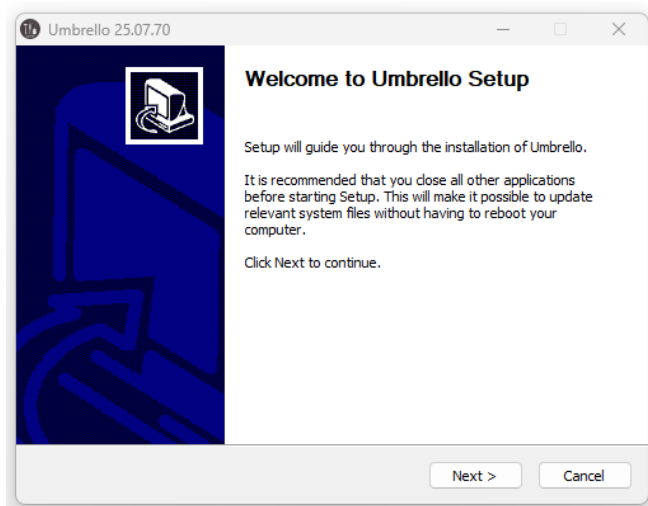 Umbrello 25.07.70
Welcome to Umbrello Setup
Setup will guide you through the installation of Umbrello.
It is recommended that you close all other applications
before starting Setup. This will make it possible to update
relevant system files without having to reboot your
computer.
Click Next to continue.
Next >
Cancel